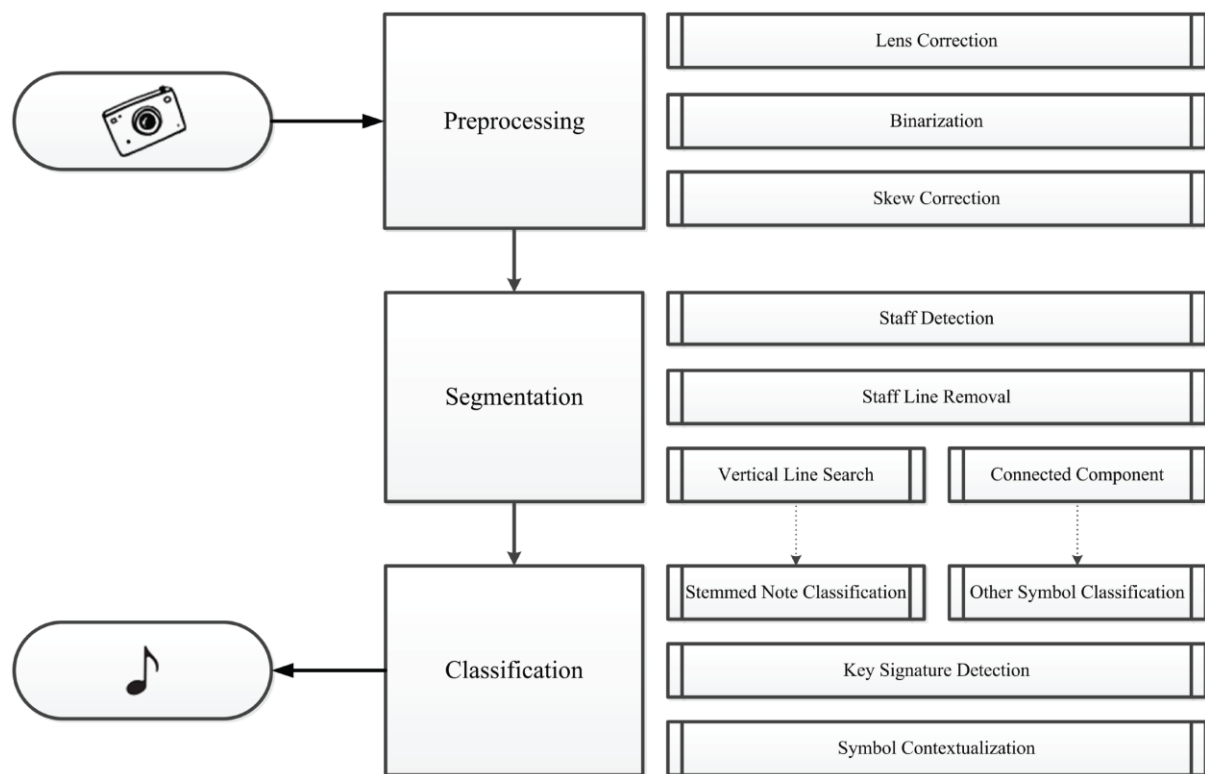 Preprocessing
Lens Correction
Binarization
Skew Correction
Segmentation
Staff Detection
Staff Line Removal
Vertical Line Search
Connected Component
Classification
Stemmed Note Classification
Other Symbol Classification
Key Signature Detection
Symbol Contextualization